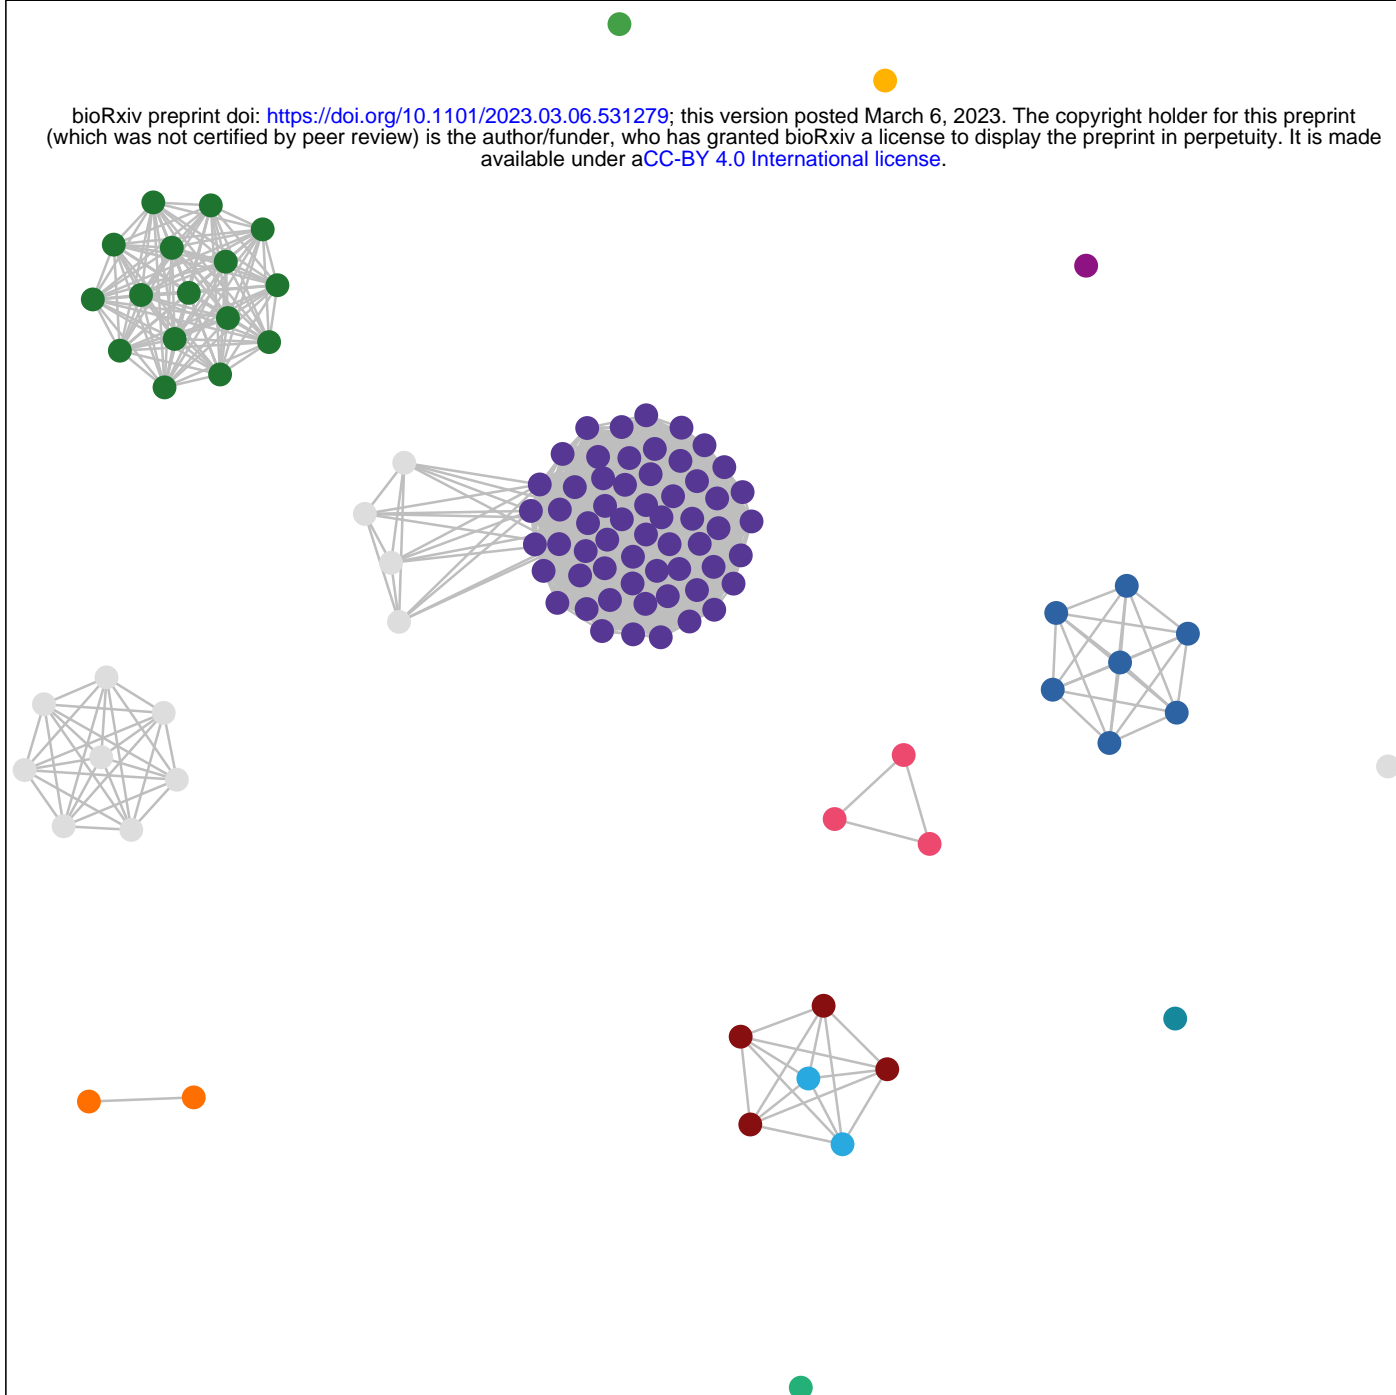 bioRxiv preprint doi: https://doi.org/10.1101/2023.03.06.531279; this version posted March 6, 2023. The copyright holder for this preprint
(which was not certified by peer review) is the author/funder, who has granted bioRxiv a license to display the preprint in perpetuity. It is made
available under aCC-BY 4.0 International license.